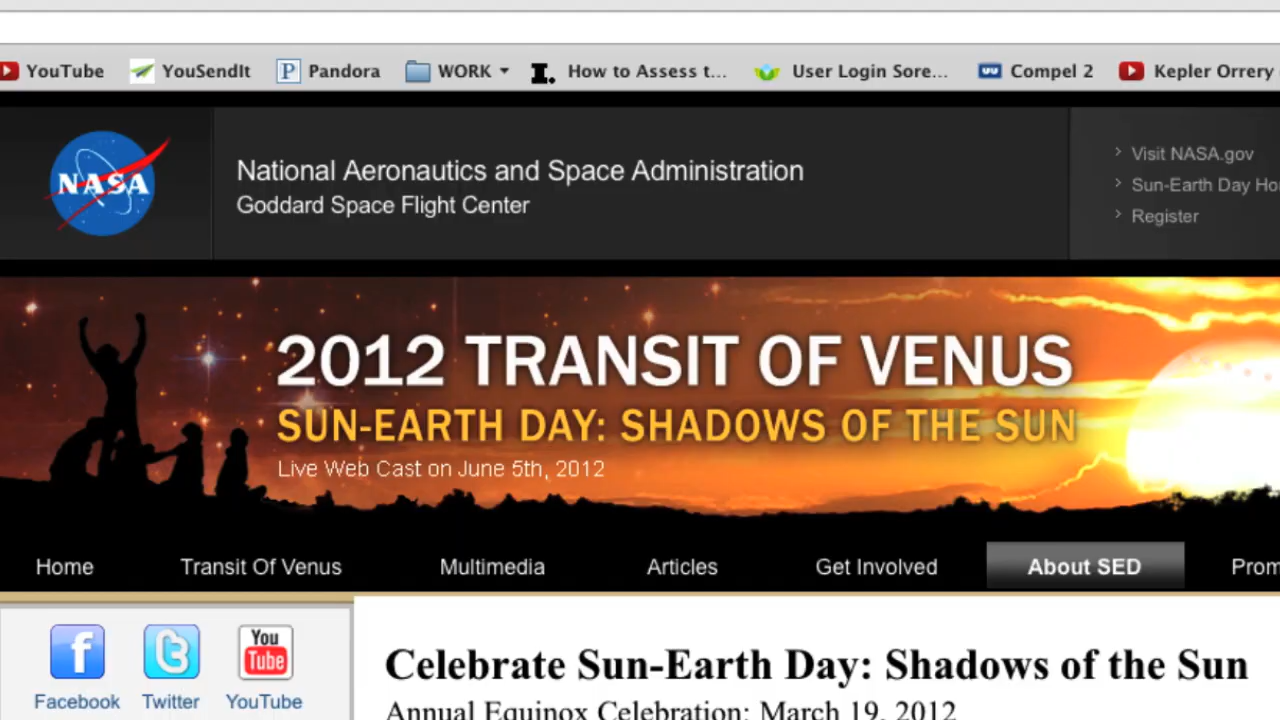 YouTube YouSendIt Pandora WORK How to Assess t... User Login Sore... Compel 2 Kepler Orrery
NASA
National Aeronautics and Space Administration
Goddard Space Flight Center
Visit NASA.gov
Sun-Earth Day Ho
Register
2012 TRANSIT OF VENUS
SUN-EARTH DAY: SHADOWS OF THE SUN
Live Web Cast on June 5th, 2012
Home Transit Of Venus Multimedia Articles Get Involved About SED Prom
You
Tube
Facebook Twitter YouTube
Celebrate Sun-Earth Day: Shadows of the Sun
Annual Equinox Celebration: March 19, 2012